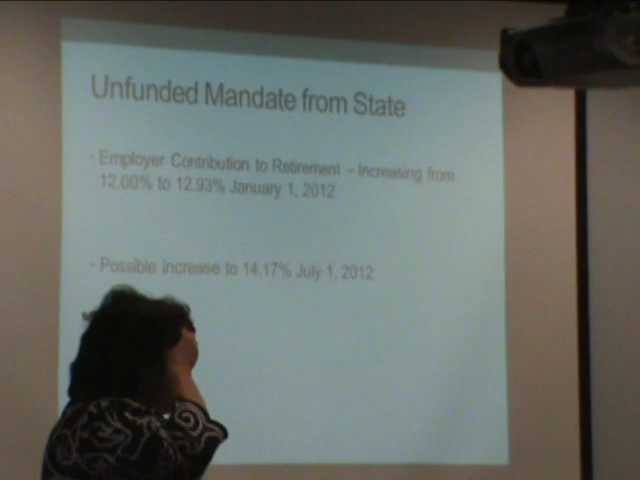 Unfunded Mandate from State
· Employer Contribution to Retirement – Increasing from
12.00% to 12.93% January 1, 2012
· Possible increase to 14.17% July 1, 2012